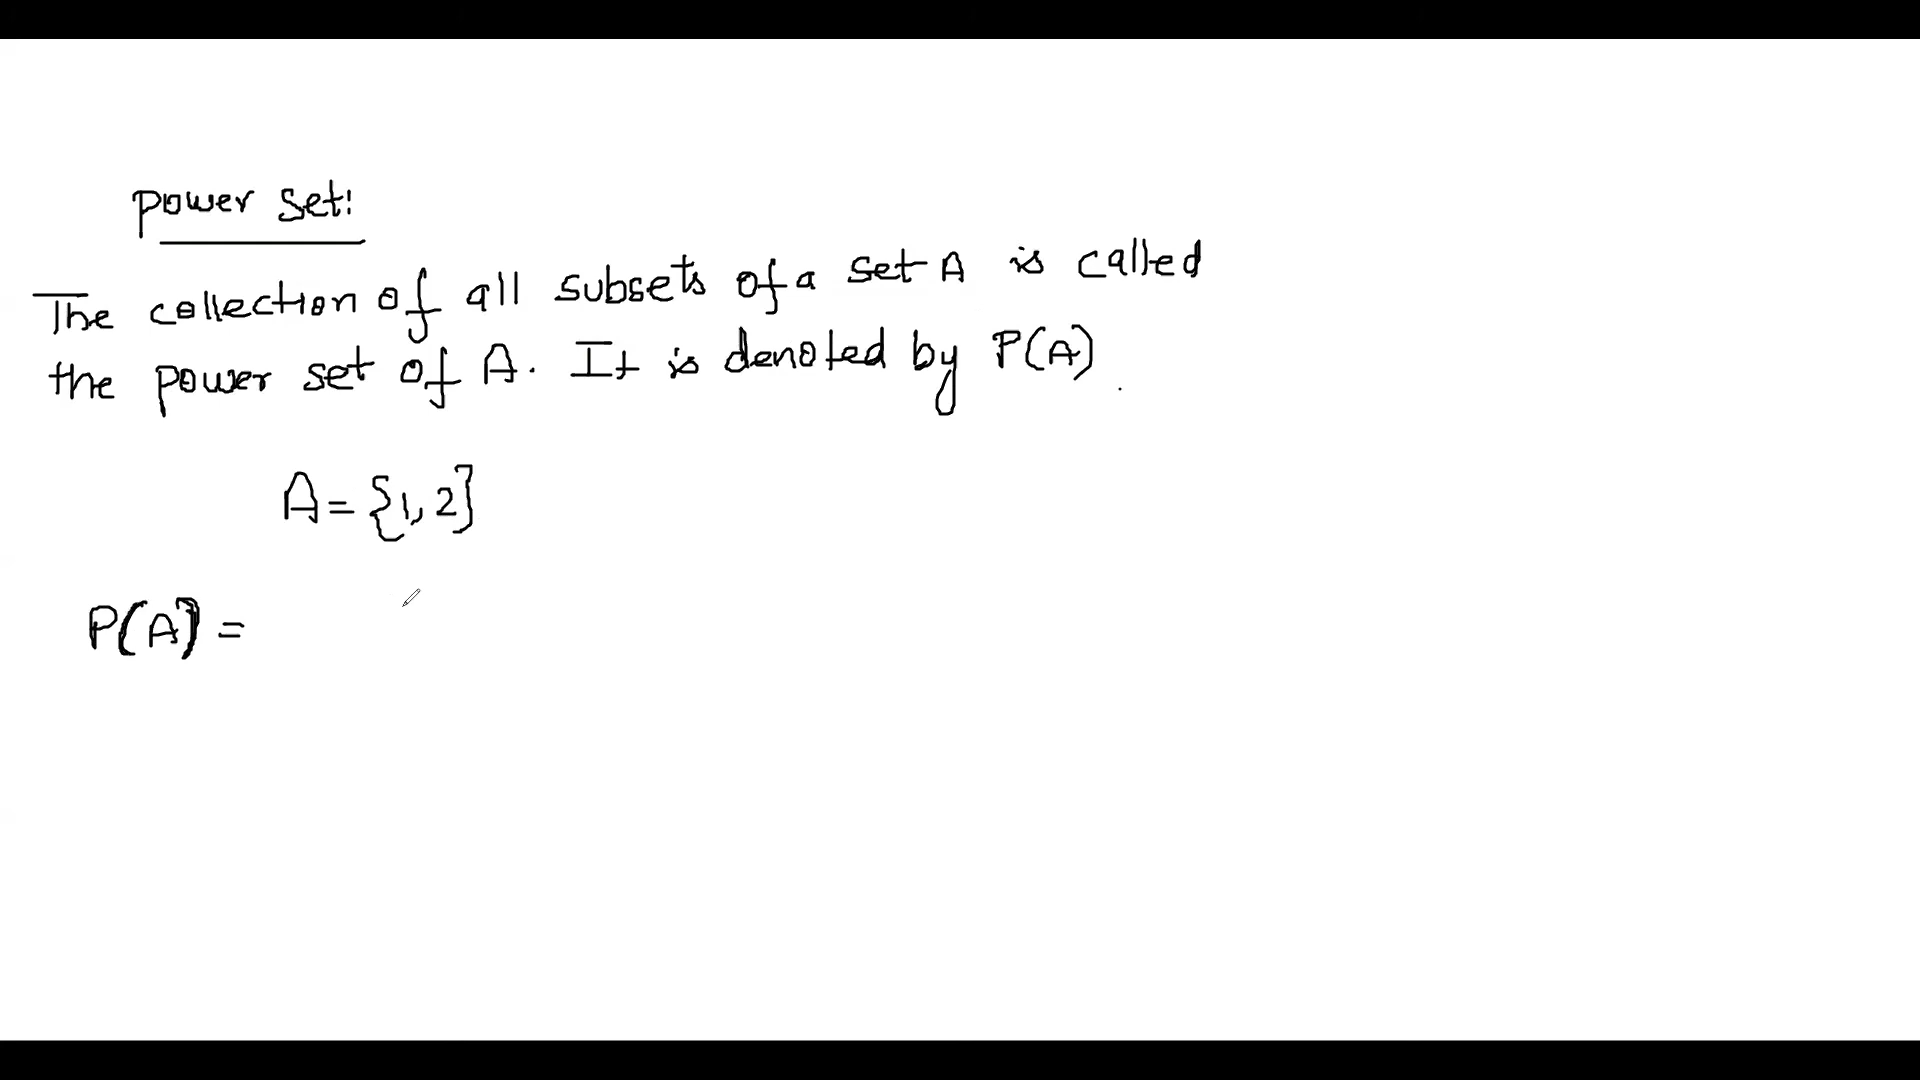 power set:
The collection of all subsets of a set A is called
the power set of A. It is denoted by P(A).
A = {1, 2}
P(A) =